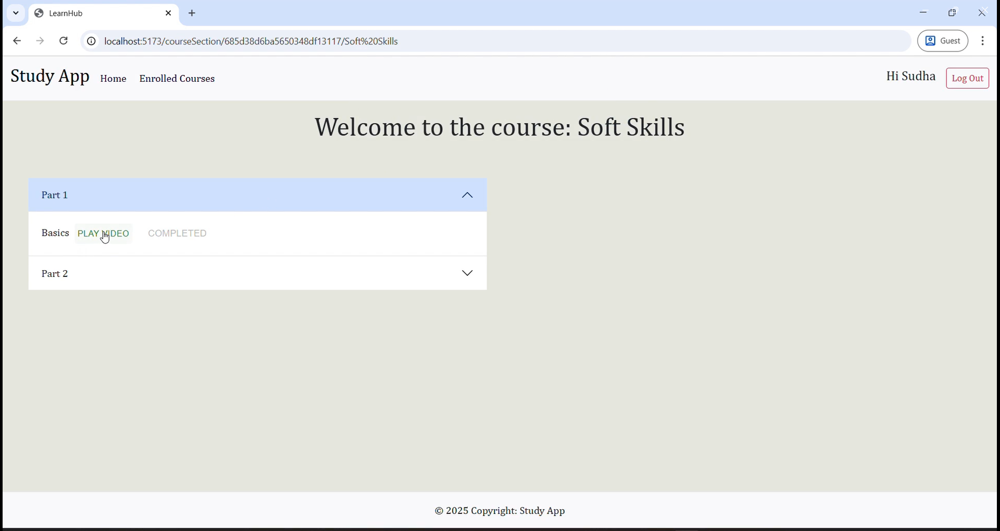 LearnHub
localhost:5173/courseSection/685d38d6ba5650348df13117/Soft%20Skills
Guest
Study App Home Enrolled Courses Hi Sudha Log Out
Welcome to the course: Soft Skills
Part 1
Basics PLAY VIDEO COMPLETED
Part 2
© 2025 Copyright: Study App